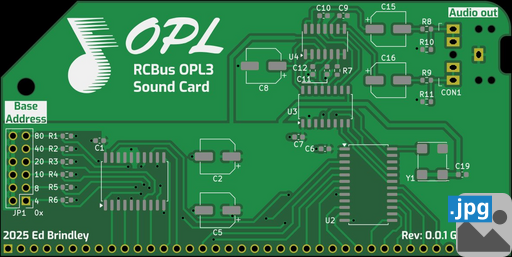 OPL
RCBus OPL3
Sound Card
Audio out
C10 C9
C15
R8
R10
U4
C12
C11
R7
C16
R9
R11
CON1
C8
U3
C7
C6
Base
Address
80 R1
40 R2
20 R3
10 R4
8 R5
4 R6
JP1 0x
C1
C2
C5
U2
Y1
C19
2025 Ed Brindley
Rev: 0.0.1 G
.jpg